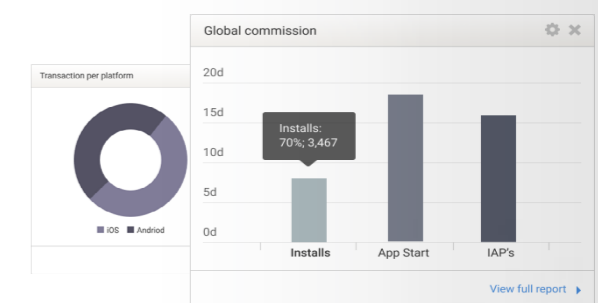 Global commission
Transaction per platform
20d
15d
Installs:
70%; 3,467
10d
5d
0d
Installs App Start IAP's
iOS Andriod
View full report